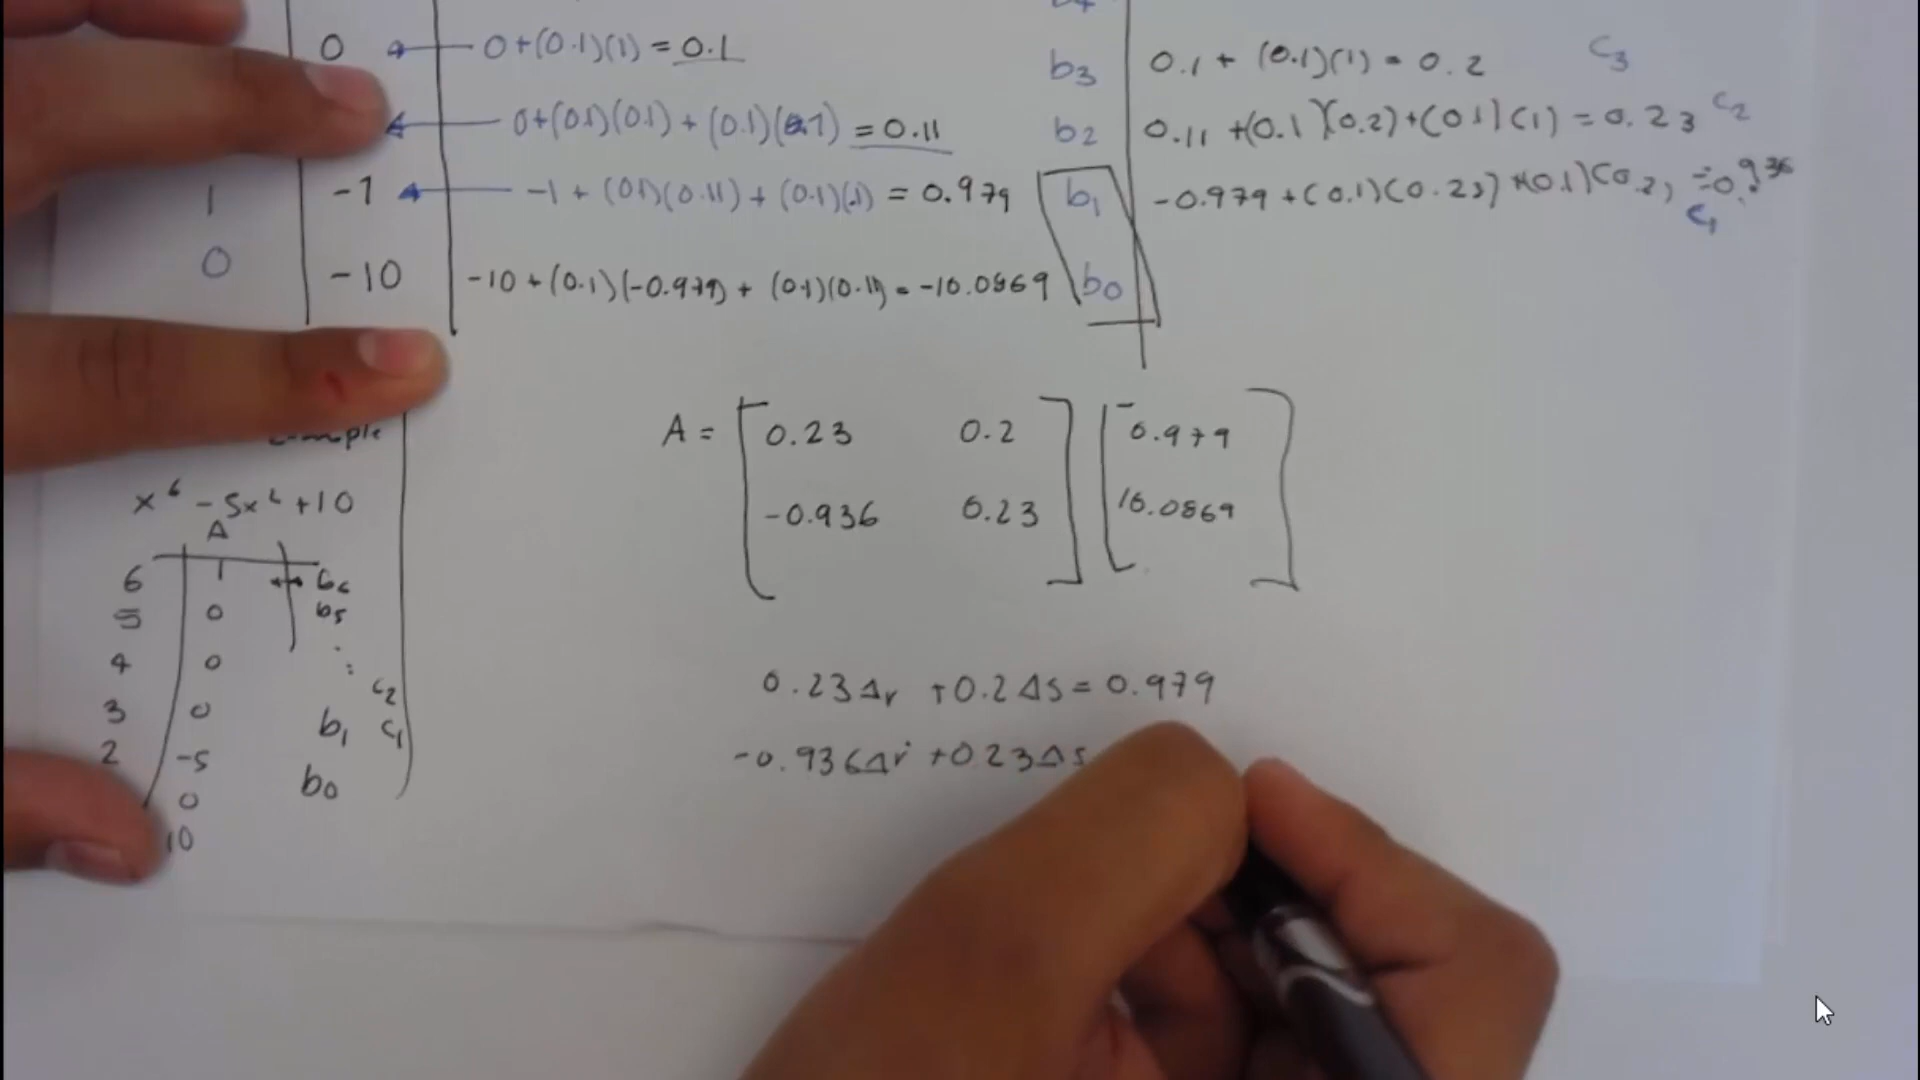 0 0+(0.1)(1) = 0.1
0+(0.1)(0.1) + (0.1)(0.1) = 0.11
1 -1 -1 + (0.1)(0.11) + (0.1)(.1) = 0.979
0 -10 -10 + (0.1)(-0.979) + (0.1)(0.11) = -10.0869
b3 0.1 + (0.1)(1) = 0.2 c3
b2 0.11 +(0.1)(0.2)+(0.1)(1) = 0.23 c2
b1 -0.979 +(0.1)(0.23)+(0.1)(0.2) =0.936
c1
b0
A = 0.23 0.2 -0.979
-0.936 0.23 10.0869
x⁶ - 5x² +10
A
6 1 b6
5 0 b5
4 0 :
3 0 b1 c2
c1
2 -5 b0
0
10
0.23Δr +0.2Δs = 0.979
-0.936Δr +0.23Δs